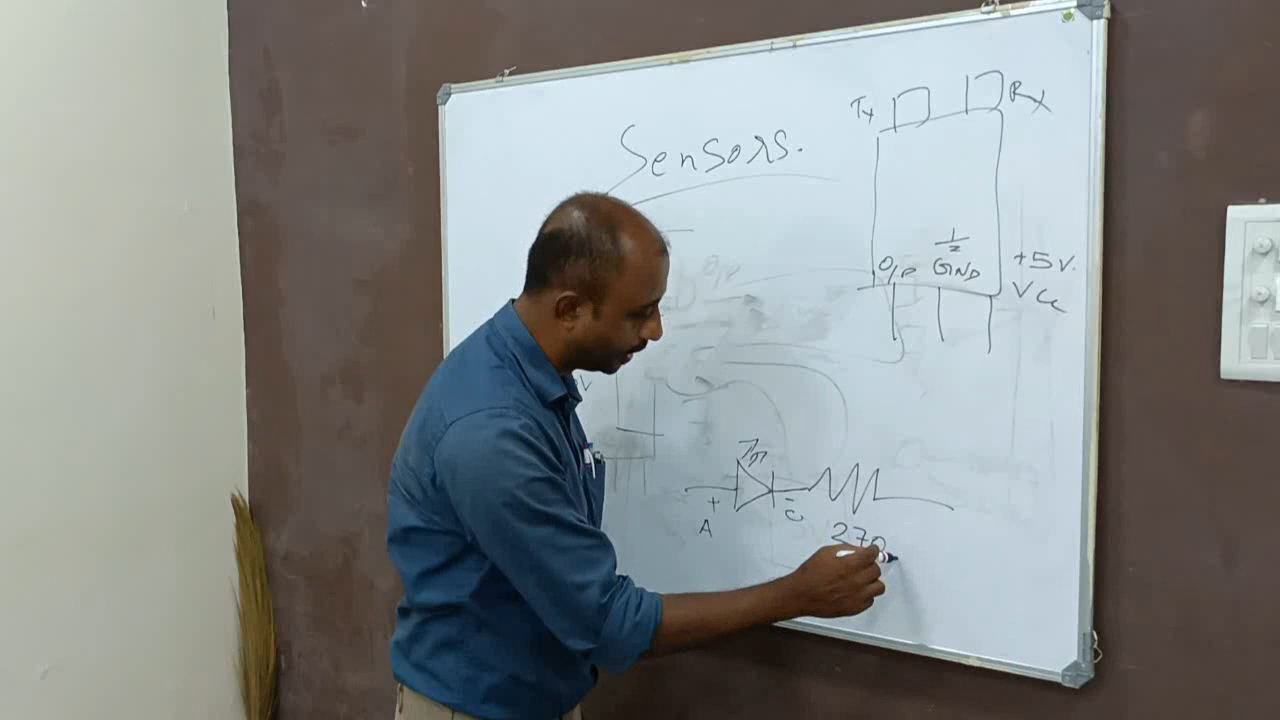 Sensors.
Tx
Rx
O/P
GND
+5V.
Vcc
O/P
V
+
-
A
C
270